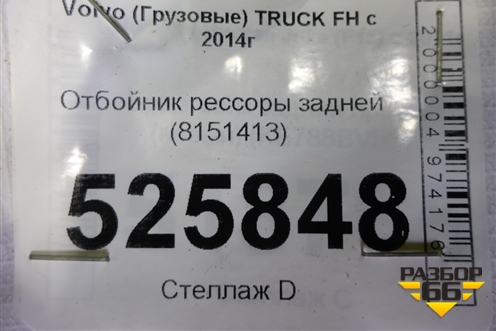 Volvo (Грузовые) TRUCK FH с
2014г
Отбойник рессоры задней
(8151413)
525848
Стеллаж D
2000004974176
РАЗБОР
66